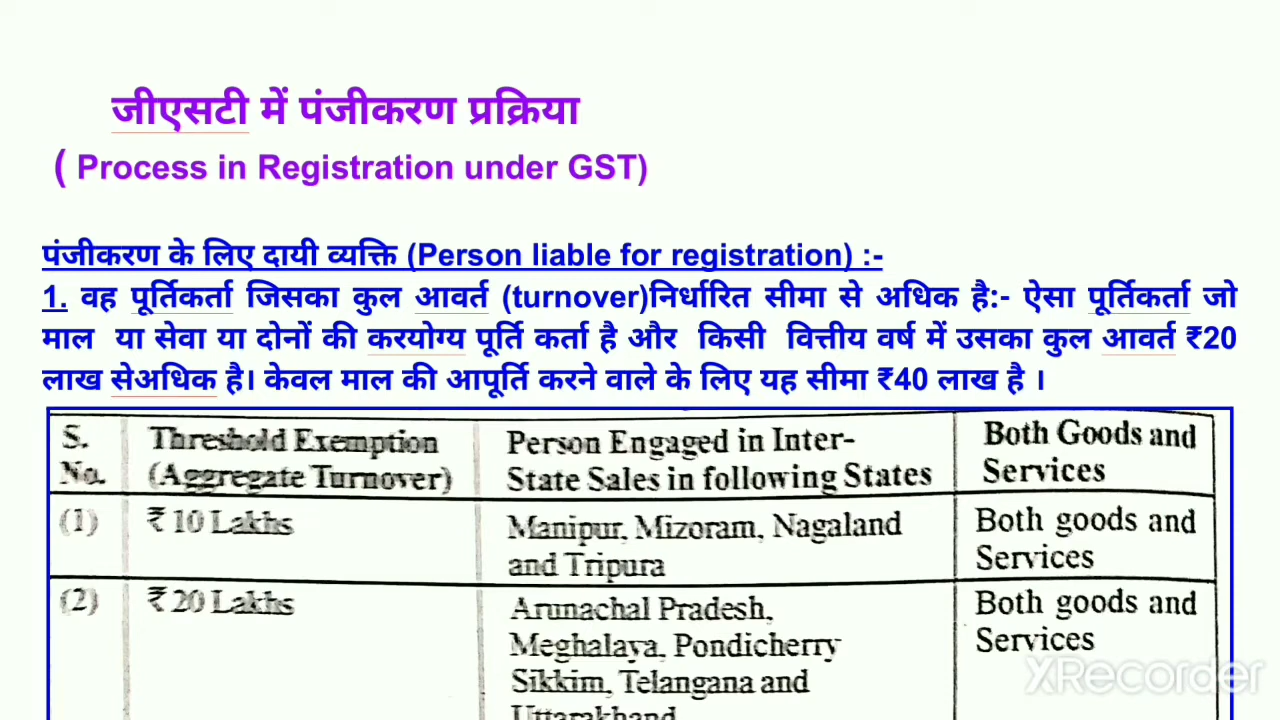 जीएसटी में पंजीकरण प्रक्रिया
( Process in Registration under GST)
पंजीकरण के लिए दायी व्यक्ति (Person liable for registration) :-
1. वह पूर्तिकर्ता जिसका कुल आवर्त (turnover)निर्धारित सीमा से अधिक है:- ऐसा पूर्तिकर्ता जो
माल या सेवा या दोनों की करयोग्य पूर्ति कर्ता है और किसी वित्तीय वर्ष में उसका कुल आवर्त ₹20
लाख सेअधिक है। केवल माल की आपूर्ति करने वाले के लिए यह सीमा ₹40 लाख है ।
S. No. Threshold Exemption (Aggregate Turnover) Person Engaged in Inter-State Sales in following States Both Goods and Services
(1) ₹ 10 Lakhs Manipur, Mizoram, Nagaland and Tripura Both goods and Services
(2) ₹ 20 Lakhs Arunachal Pradesh, Meghalaya, Pondicherry Sikkim, Telangana and Uttarakhand Both goods and Services
XRecorder